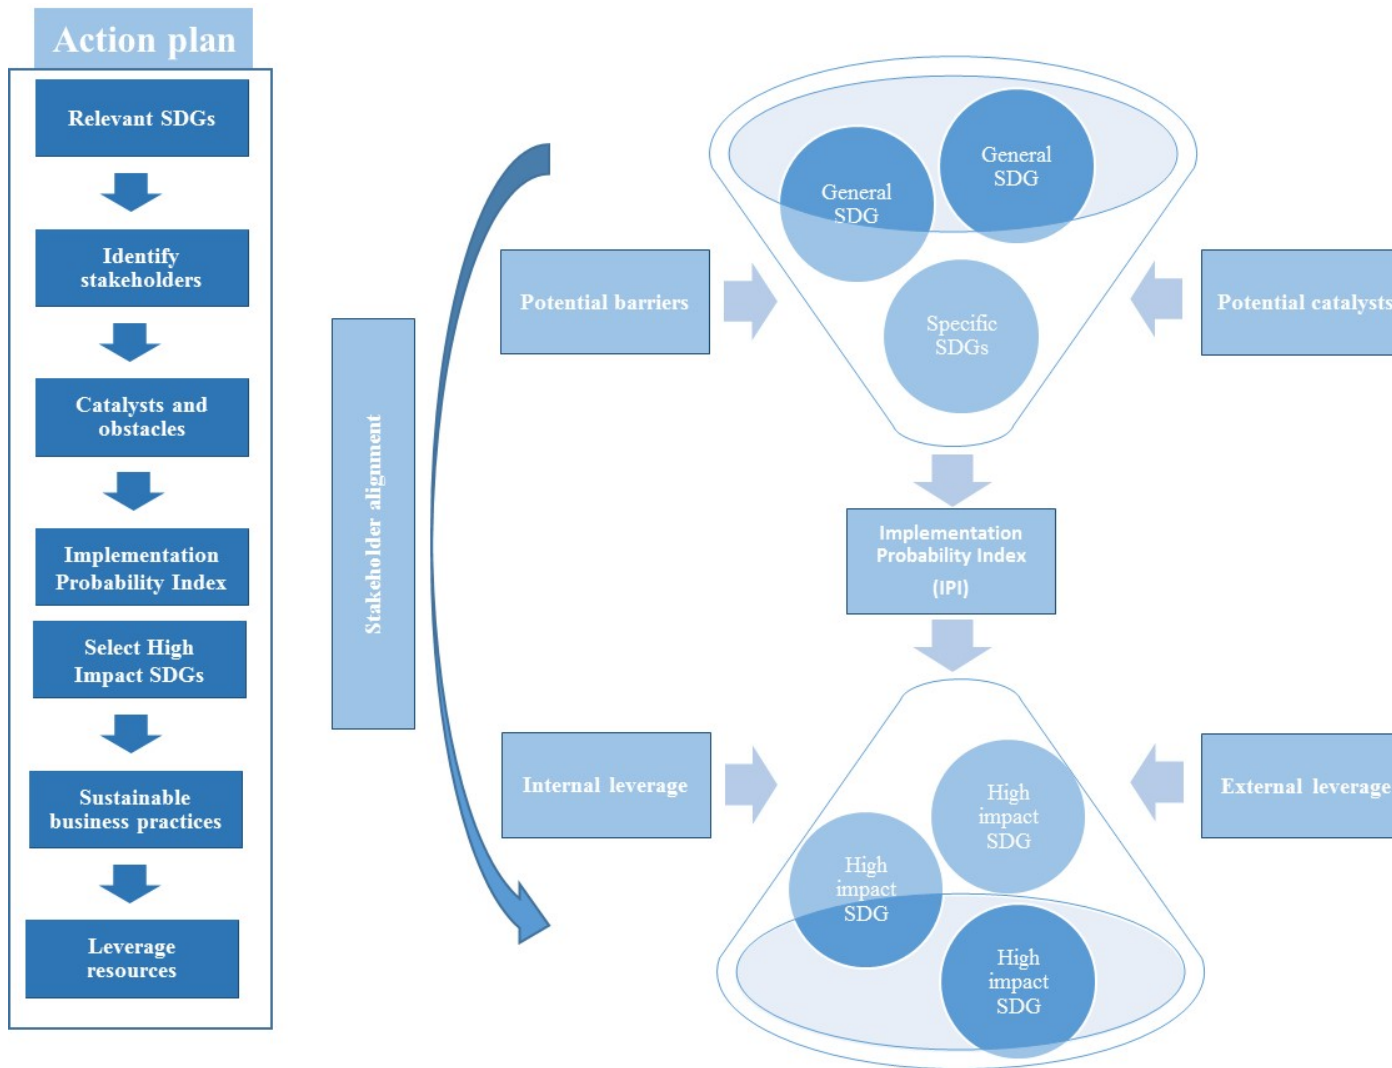 Action plan
Relevant SDGs
Identify
stakeholders
Catalysts and
obstacles
Implementation
Probability Index
Select High
Impact SDGs
Sustainable
business practices
Leverage
resources
Stakeholder alignment
General
SDG
General
SDG
Specific
SDGs
Potential barriers
Potential catalysts
Implementation
Probability Index
(IPI)
Internal leverage
External leverage
High
impact
SDG
High
impact
SDG
High
impact
SDG